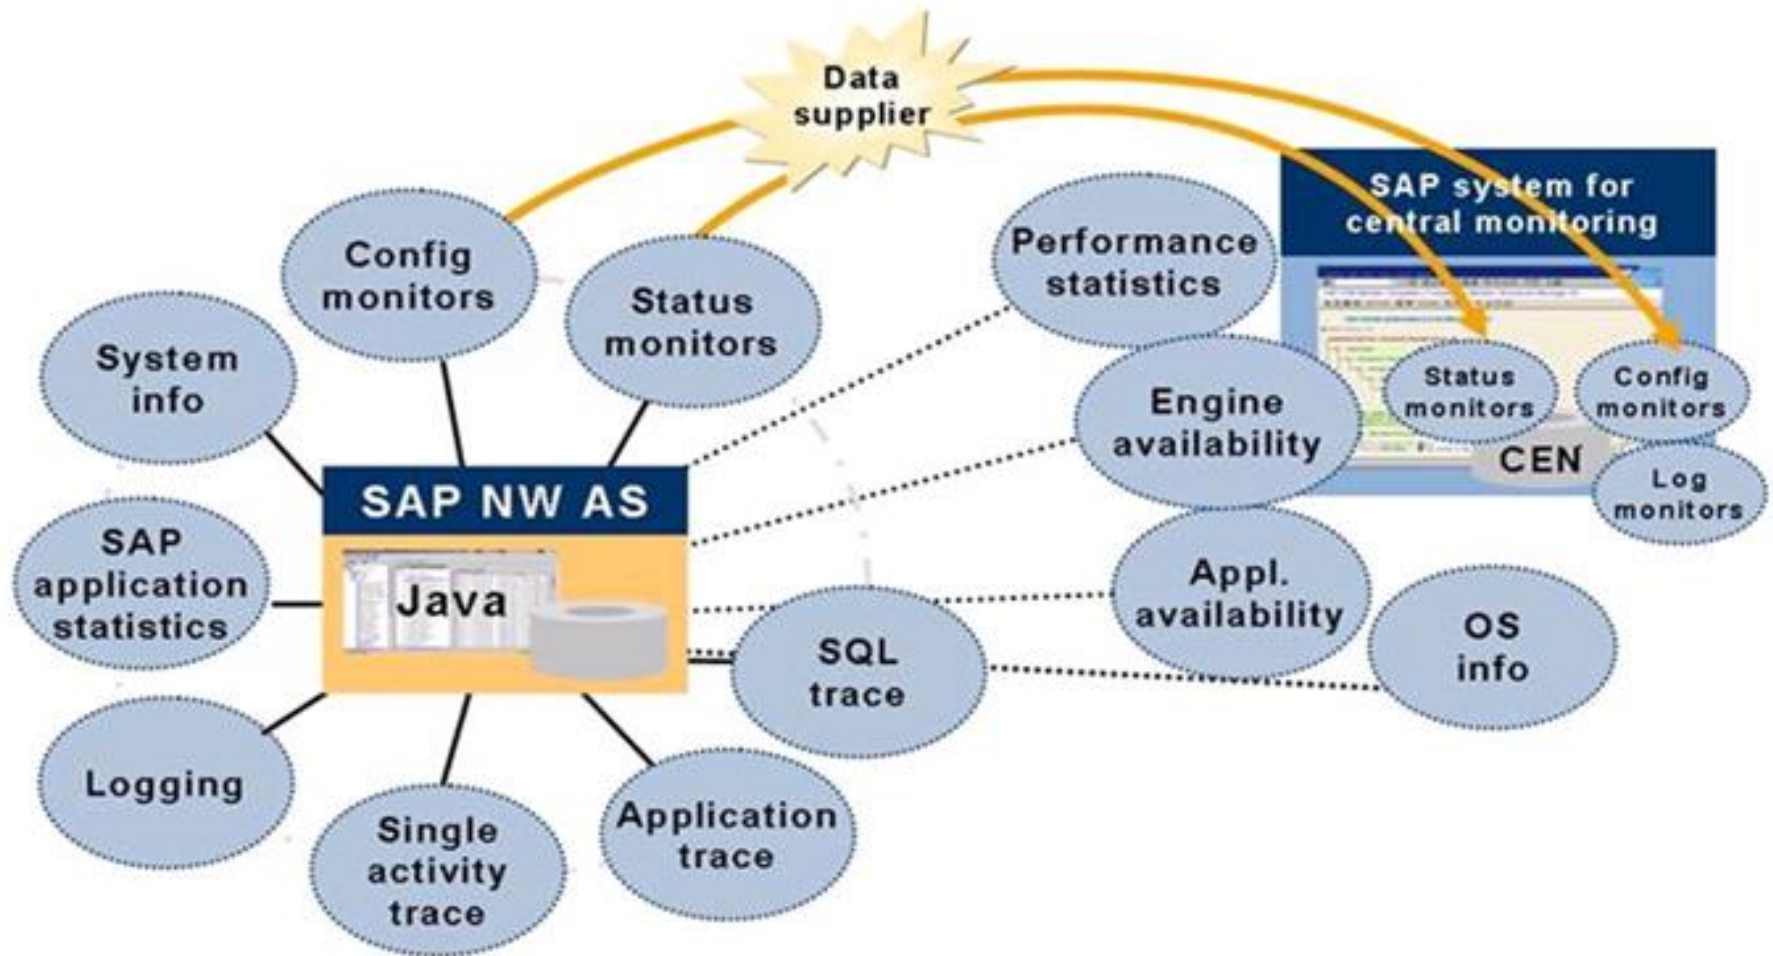 Data
supplier
SAP system for
central monitoring
Config
monitors
Status
monitors
Performance
statistics
System
info
Engine
availability
Status
monitors
Config
monitors
CEN
Log
monitors
SAP NW AS
Java
SAP
application
statistics
Appl.
availability
OS
info
SQL
trace
Logging
Single
activity
trace
Application
trace